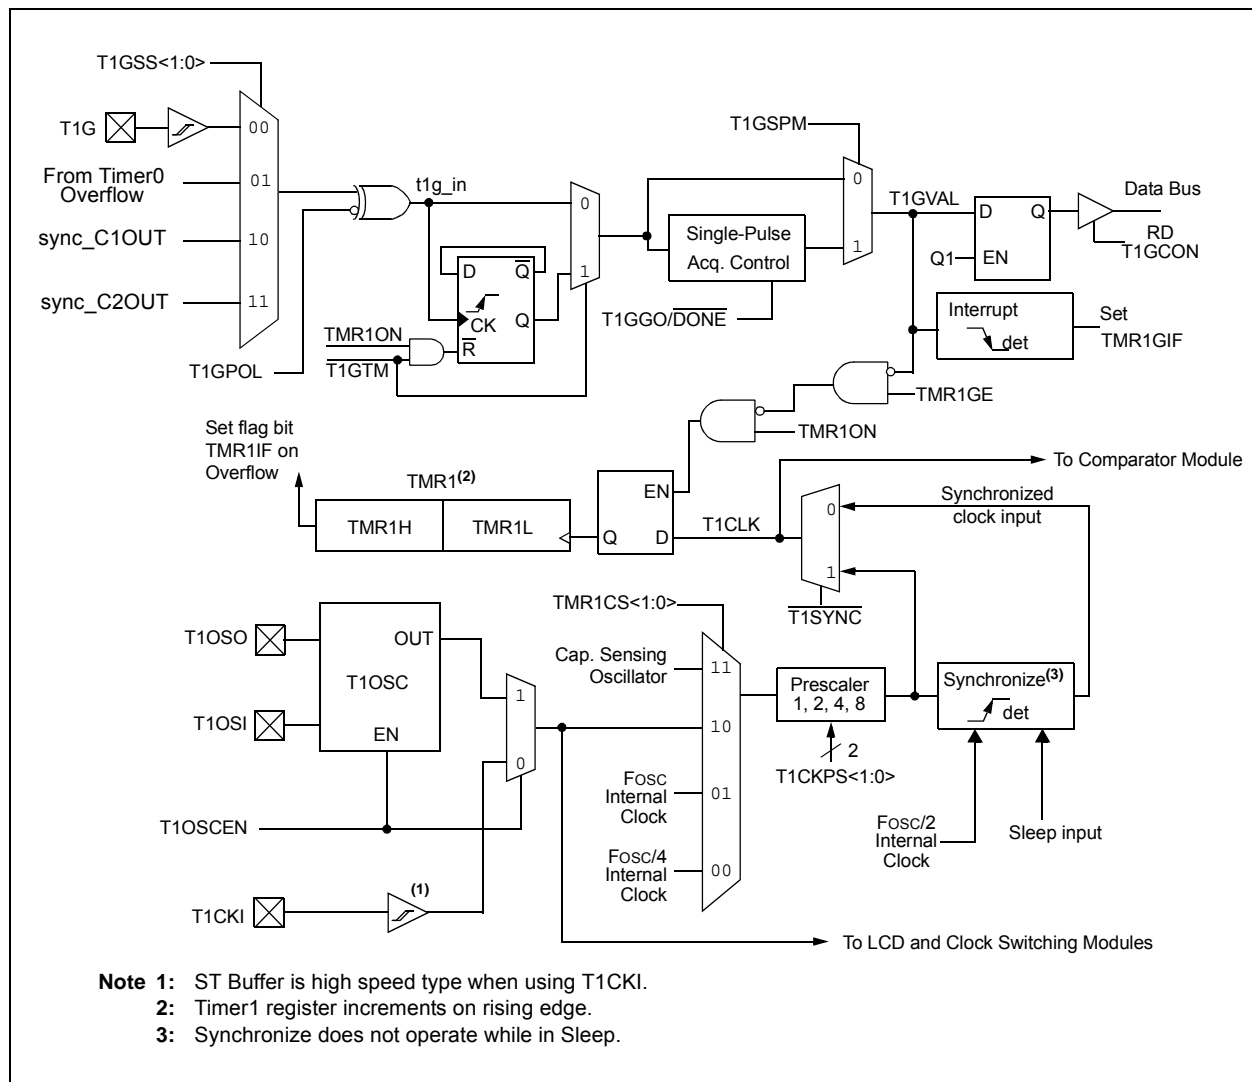 T1GSS<1:0>
T1G
00
From Timer0
Overflow
01
sync_C1OUT
10
sync_C2OUT
11
T1GPOL
t1g_in
D
Q
CK
Q
R
TMR1ON
T1GTM
0
1
Single-Pulse
Acq. Control
T1GGO/DONE
T1GSPM
0
1
T1GVAL
D
Q
Q1
EN
Data Bus
RD
T1GCON
Interrupt
det
Set
TMR1GIF
TMR1GE
TMR1ON
Set flag bit
TMR1IF on
Overflow
TMR1(2)
TMR1H
TMR1L
EN
Q
D
T1CLK
To Comparator Module
0
1
Synchronized
clock input
T1SYNC
T1OSO
OUT
T1OSC
T1OSI
EN
1
0
T1OSCEN
T1CKI
(1)
TMR1CS<1:0>
Cap. Sensing
Oscillator
11
10
FOSC
Internal
Clock
01
FOSC/4
Internal
Clock
00
Prescaler
1, 2, 4, 8
2
T1CKPS<1:0>
Synchronize(3)
det
FOSC/2
Internal
Clock
Sleep input
To LCD and Clock Switching Modules
Note 1: ST Buffer is high speed type when using T1CKI.
2: Timer1 register increments on rising edge.
3: Synchronize does not operate while in Sleep.